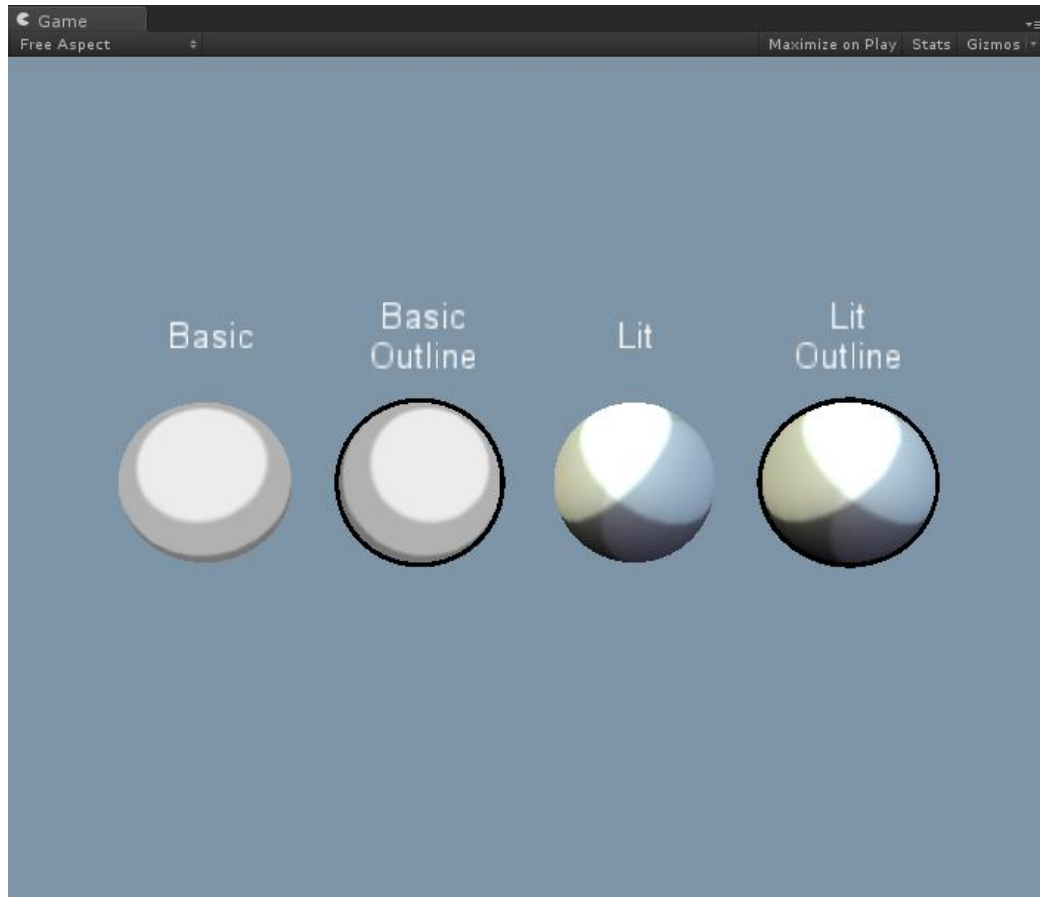 Game
Free Aspect
Maximize on Play
Stats
Gizmos
Basic
Basic
Outline
Lit
Lit
Outline